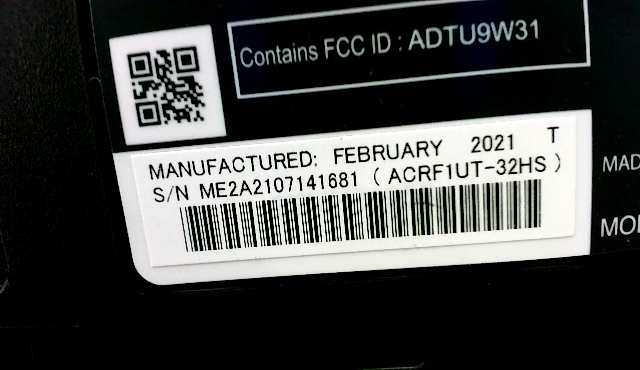 Contains FCC ID : ADTU9W31
MANUFACTURED: FEBRUARY 2021 T
S/N ME2A2107141681 ( ACRF1UT-32HS )